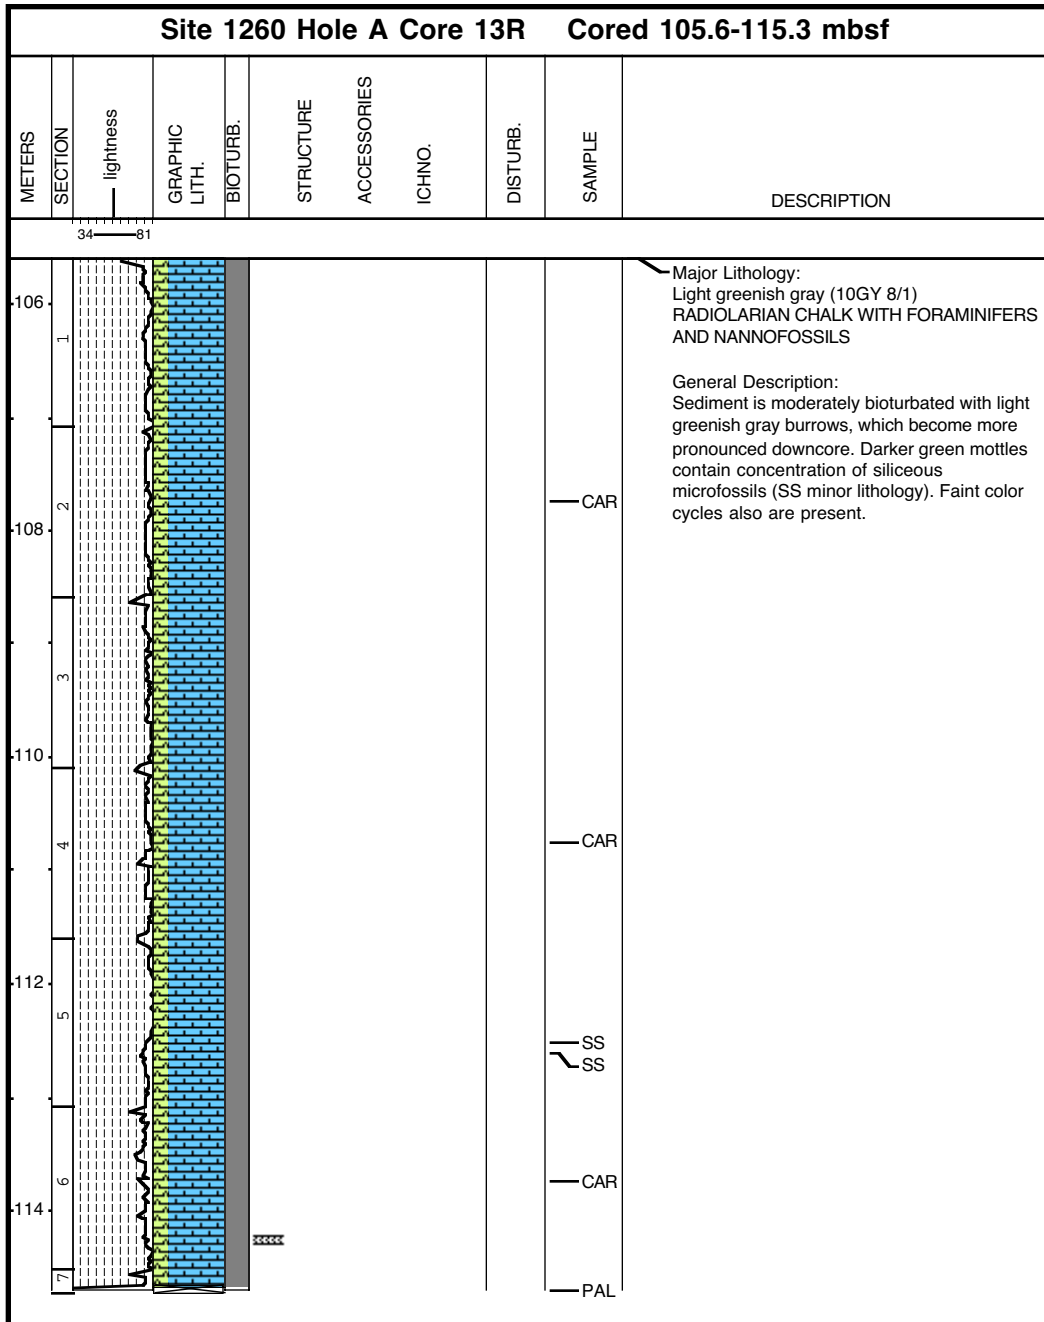 Site 1260 Hole A Core 13R Cored 105.6-115.3 mbsf
METERS
SECTION
lightness
GRAPHIC
LITH.
BIOTURB.
STRUCTURE
ACCESSORIES
ICHNO.
DISTURB.
SAMPLE
DESCRIPTION
34 81
Major Lithology:
Light greenish gray (10GY 8/1)
RADIOLARIAN CHALK WITH FORAMINIFERS
AND NANNOFOSSILS
General Description:
Sediment is moderately bioturbated with light
greenish gray burrows, which become more
pronounced downcore. Darker green mottles
contain concentration of siliceous
microfossils (SS minor lithology). Faint color
cycles also are present.
106
1
2
CAR
108
3
110
4
CAR
112
5
SS
SS
6
CAR
114
7
PAL